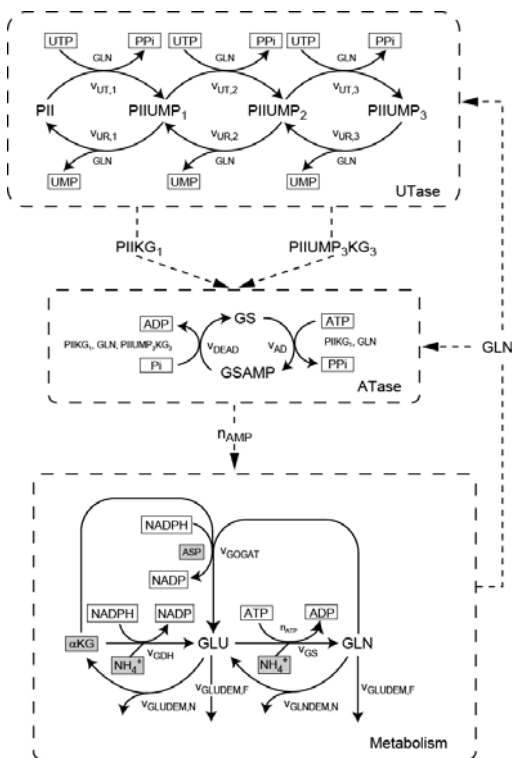 UTP PPi UTP PPi UTP PPi
GLN GLN GLN
vUT,1 vUT,2 vUT,3
PII PIIUMP1 PIIUMP2 PIIUMP3
vUR,1 vUR,2 vUR,3
GLN GLN GLN
UMP UMP UMP
UTase
PIIKG1 PIIUMP3KG3
ADP GS ATP
PIIKG1, GLN, PIIUMP3KG3 vDEAD vAD PIIKG1, GLN
Pi GSAMP PPi
ATase
GLN
nAMP
NADPH
ASP vGOGAT
NADP
NADPH NADP ATP nATP ADP
αKG GLU GLN
NH4+ vGDH NH4+ vGS
vGLUDEM,N vGLUDEM,F vGLNDEM,N vGLUDEM,F
Metabolism